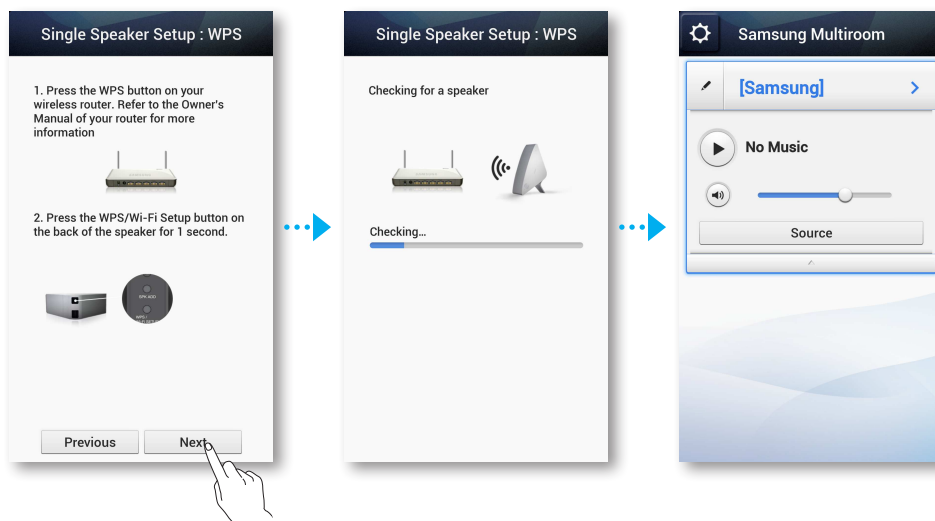 Single Speaker Setup : WPS
1. Press the WPS button on your
wireless router. Refer to the Owner's
Manual of your router for more
information
2. Press the WPS/Wi-Fi Setup button on
the back of the speaker for 1 second.
SPK ADD
WPS /
Previous
Next
Single Speaker Setup : WPS
Checking for a speaker
Checking...
Samsung Multiroom
[Samsung]
No Music
Source